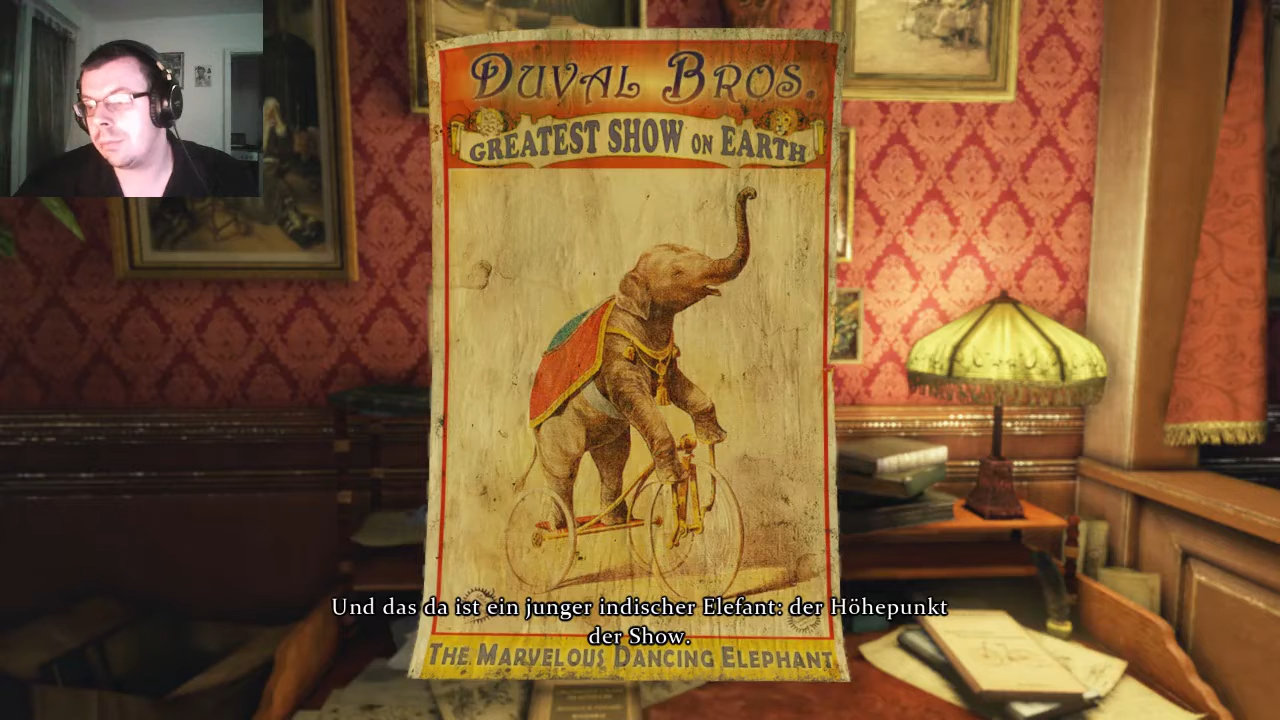 DUVAL BROS.
GREATEST SHOW ON EARTH
Und das da ist ein junger indischer Elefant: der Höhepunkt
der Show.
THE MARVELOUS DANCING ELEPHANT